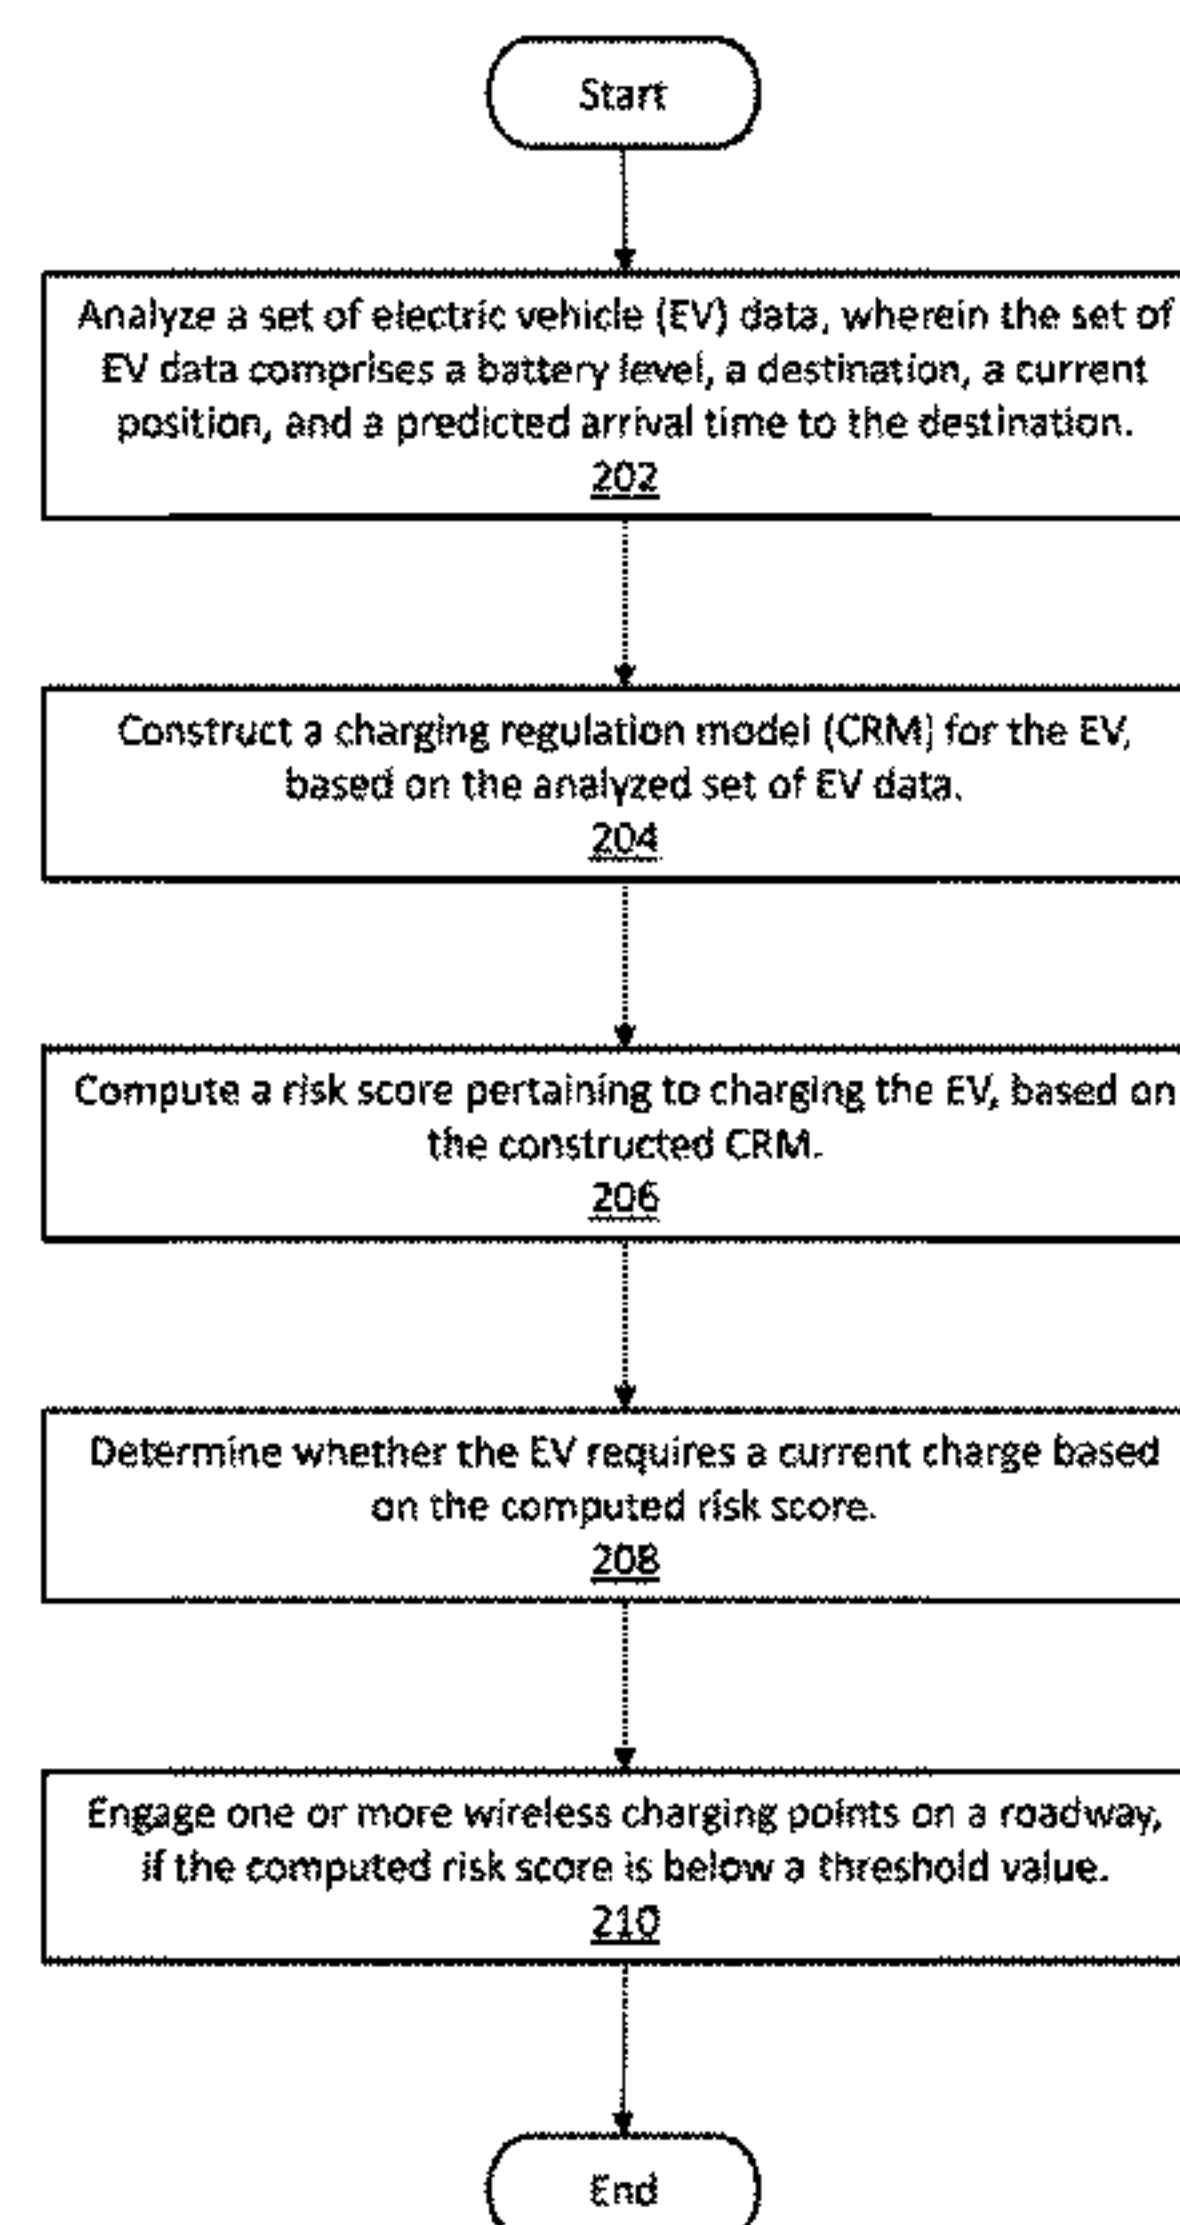 Start
Analyze a set of electric vehicle (EV) data, wherein the set of
EV data comprises a battery level, a destination, a current
position, and a predicted arrival time to the destination.
202
Construct a charging regulation model (CRM) for the EV,
based on the analyzed set of EV data.
204
Compute a risk score pertaining to charging the EV, based on
the constructed CRM.
206
Determine whether the EV requires a current charge based
on the computed risk score.
208
Engage one or more wireless charging points on a roadway,
if the computed risk score is below a threshold value.
210
End